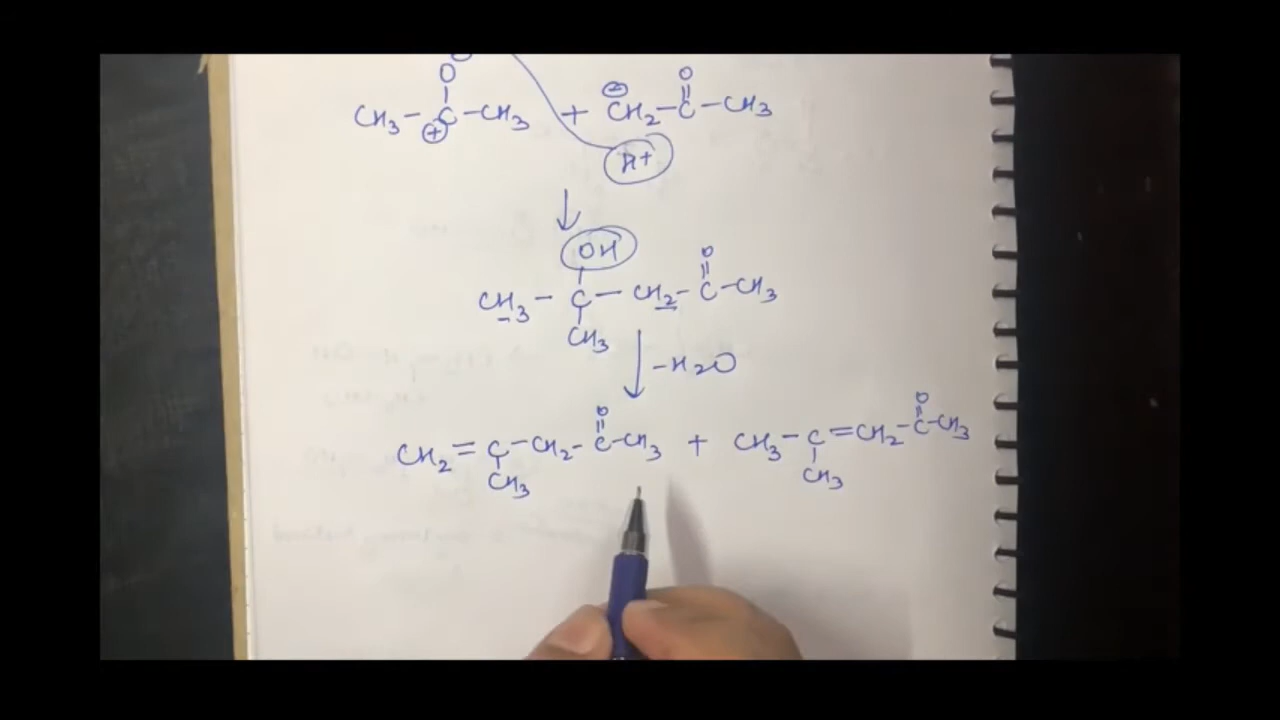 O O
CH3-C-CH3 + CH2-C-CH3
+ H+
OH O
CH3-C-CH2-C-CH3
CH3
-H2O
O O
CH2=C-CH2-C-CH3 + CH3-C=CH2-C-CH3
CH3 CH3